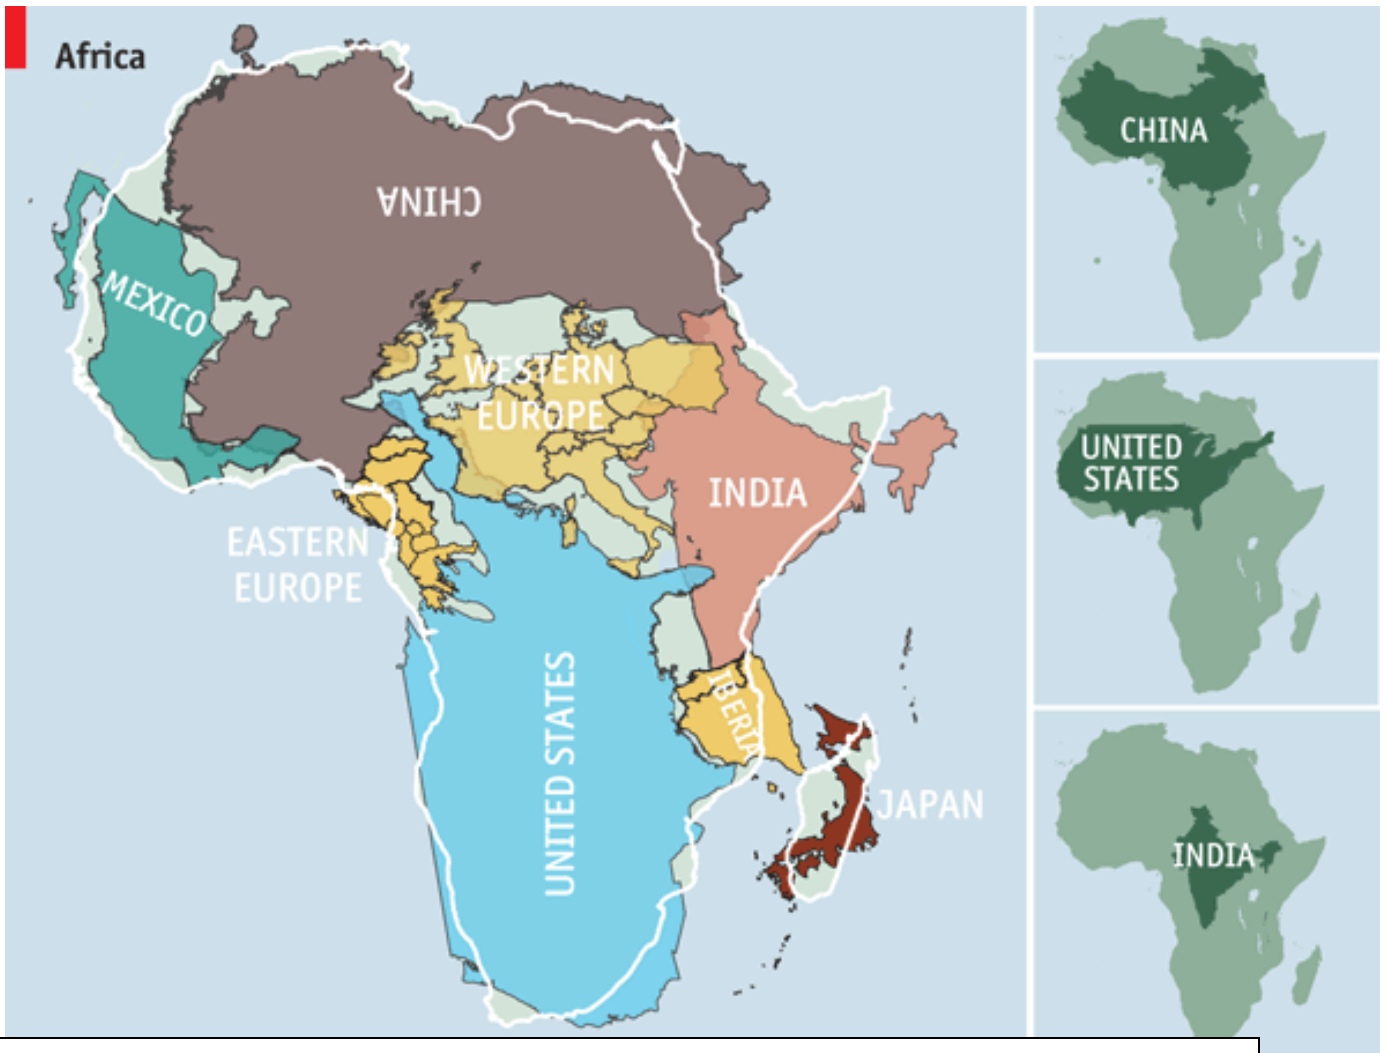 Africa
CHINA
MEXICO
WESTERN
EUROPE
INDIA
EASTERN
EUROPE
UNITED STATES
IBERIA
JAPAN
CHINA
UNITED
STATES
INDIA